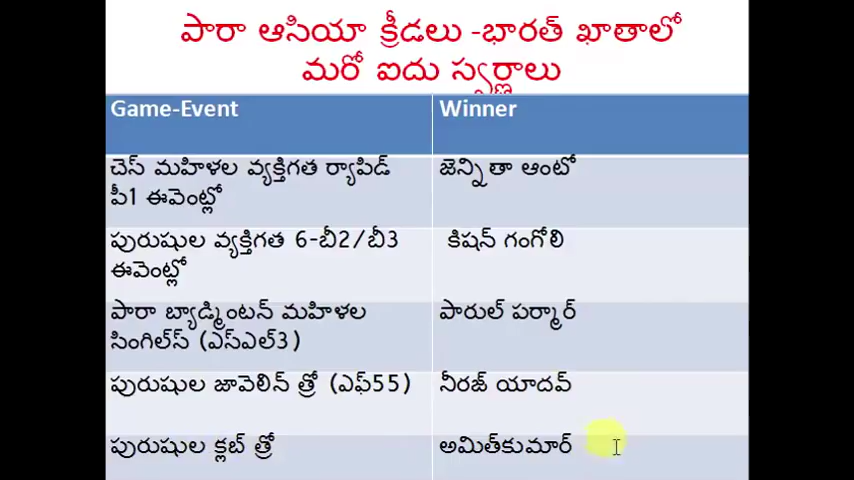 పారా ఆసియా క్రీడలు -భారత్ ఖాతాలో
మరో ఐదు స్వర్ణాలు
Game-Event
Winner
చెస్ మహిళల వ్యక్తిగత ర్యాపిడ్
పీ1 ఈవెంట్లో
జెన్నితా ఆంటో
పురుషుల వ్యక్తిగత 6-బీ2/బీ3
ఈవెంట్లో
కిషన్ గంగోలి
పారా బ్యాడ్మింటన్ మహిళల
సింగిల్స్ (ఎస్ఎల్3)
పారుల్ పర్మార్
పురుషుల జావెలిన్ త్రో (ఎఫ్55)
నీరజ్ యాదవ్
పురుషుల క్లబ్ త్రో
అమిత్‌కుమార్